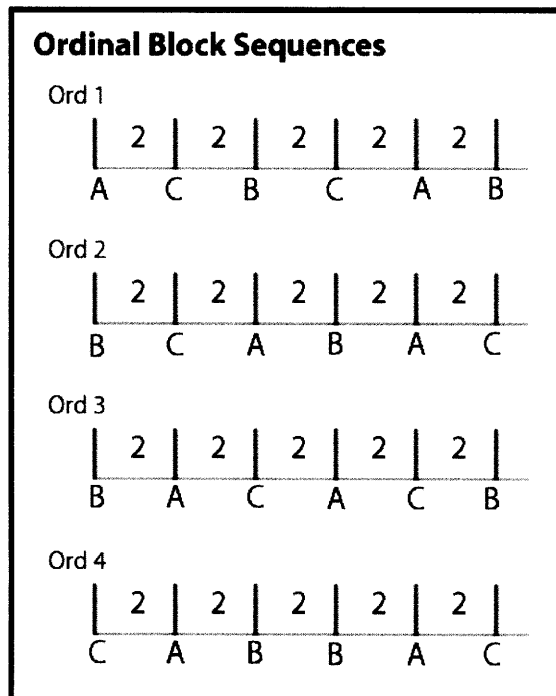 Ordinal Block Sequences
Ord 1
2 2 2 2 2
A C B C A B
Ord 2
2 2 2 2 2
B C A B A C
Ord 3
2 2 2 2 2
B A C A C B
Ord 4
2 2 2 2 2
C A B B A C